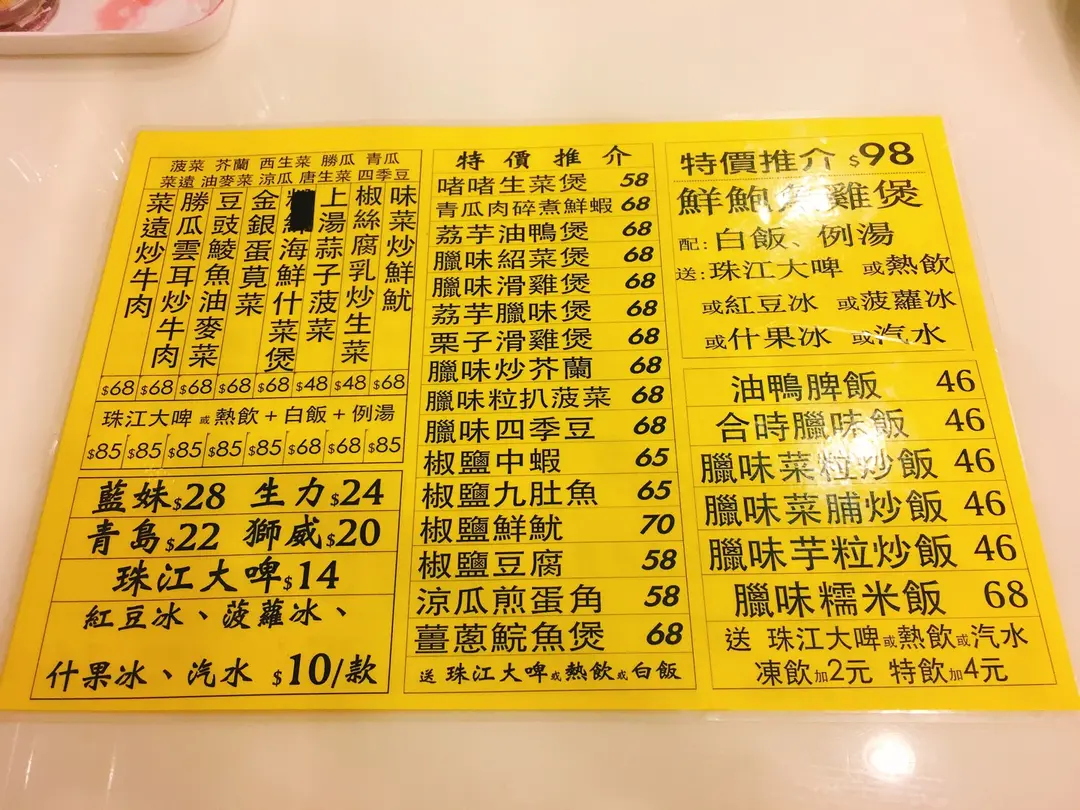 菠菜 芥蘭 西生菜 勝瓜 青瓜
菜遠 油麥菜 涼瓜 唐生菜 四季豆
味菜炒鮮魷
椒絲腐乳炒生菜
上湯蒜子菠菜
海鮮什菜煲
金銀蛋莧菜
豆豉鯪魚油麥菜
勝瓜雲耳炒牛肉
菜遠炒牛肉
$68 $68 $68 $68 $68 $48 $48 $68
珠江大啤或熱飲+白飯+例湯
$85 $85 $85 $85 $85 $68 $68 $85
藍妹$28 生力$24
青島$22 獅威$20
珠江大啤$14
紅豆冰、菠蘿冰、
什果冰、汽水 $10/款
特價推介
啫啫生菜煲 58
青瓜肉碎煮鮮蝦 68
荔芋油鴨煲 68
臘味紹菜煲 68
臘味滑雞煲 68
荔芋臘味煲 68
栗子滑雞煲 68
臘味炒芥蘭 68
臘味粒扒菠菜 68
臘味四季豆 68
椒鹽中蝦 65
椒鹽九肚魚 65
椒鹽鮮魷 70
椒鹽豆腐 58
涼瓜煎蛋角 58
薑蔥鯇魚煲 68
送 珠江大啤或熱飲或白飯
特價推介 $98
鮮鮑雞煲
配:白飯、例湯
送:珠江大啤 或熱飲
或紅豆冰 或菠蘿冰
或什果冰 或汽水
油鴨脾飯 46
合時臘味飯 46
臘味菜粒炒飯 46
臘味菜脯炒飯 46
臘味芋粒炒飯 46
臘味糯米飯 68
送 珠江大啤或熱飲或汽水
凍飲加2元 特飲加4元